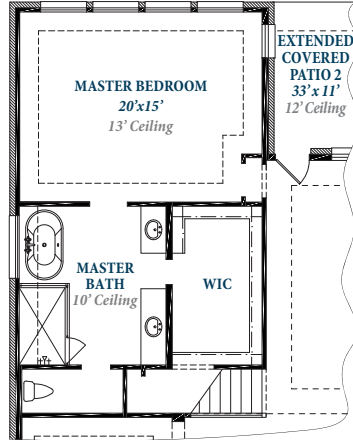 MASTER BEDROOM
20'x15'
13' Ceiling
EXTENDED
COVERED
PATIO 2
33' x 11'
12' Ceiling
MASTER
BATH
10' Ceiling
WIC